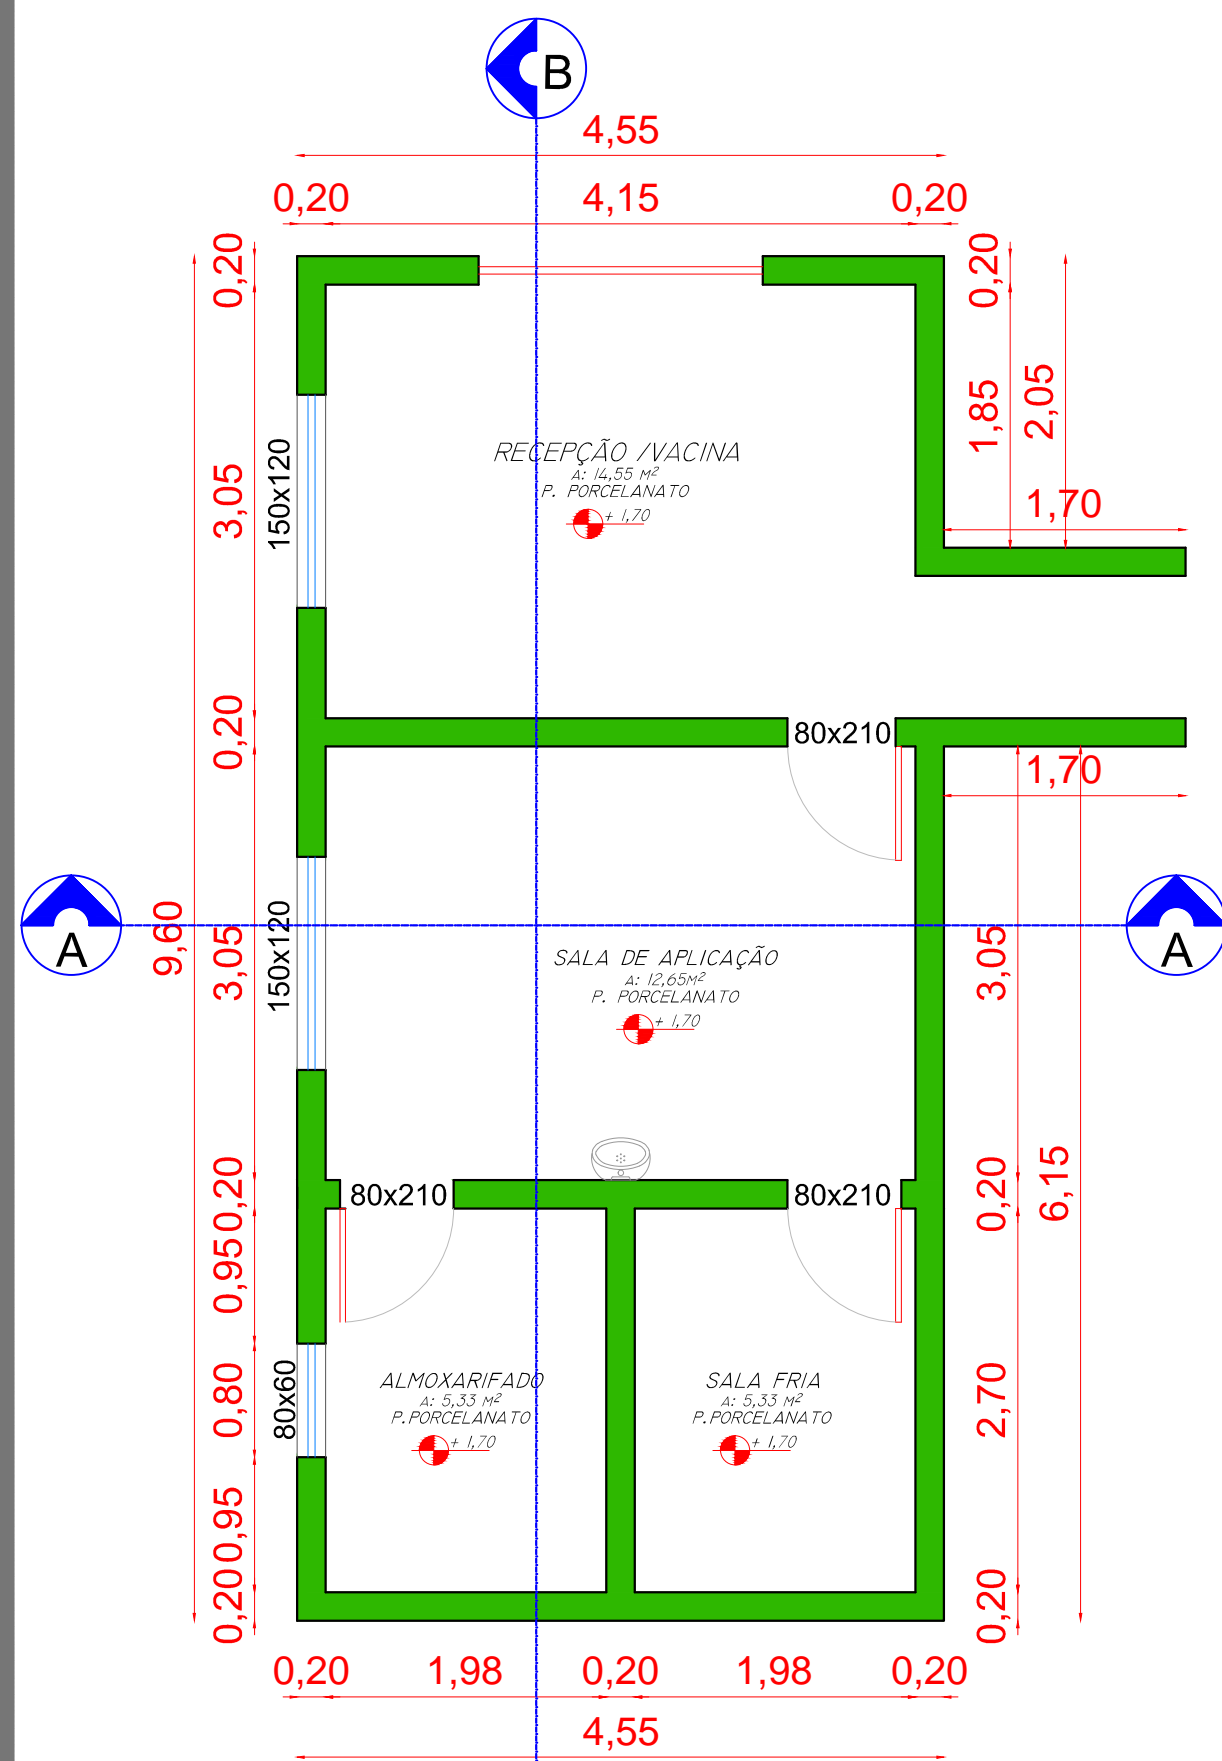 B
4,55
0,20
4,15
0,20
0,20
0,20
1,85
2,05
3,05
150x120
RECEPÇÃO /VACINA
A: 14,55 M²
P. PORCELANATO
+ 1,70
1,70
0,20
80x210
1,70
A
9,60
3,05
150x120
SALA DE APLICAÇÃO
A: 12,65M²
P. PORCELANATO
+ 1,70
3,05
A
0,20
80x210
80x210
0,20
6,15
0,95
0,80
80x60
ALMOXARIFADO
A: 5,33 M²
P.PORCELANATO
+ 1,70
SALA FRIA
A: 5,33 M²
P.PORCELANATO
+ 1,70
2,70
0,95
0,20
0,20
0,20
1,98
0,20
1,98
0,20
4,55